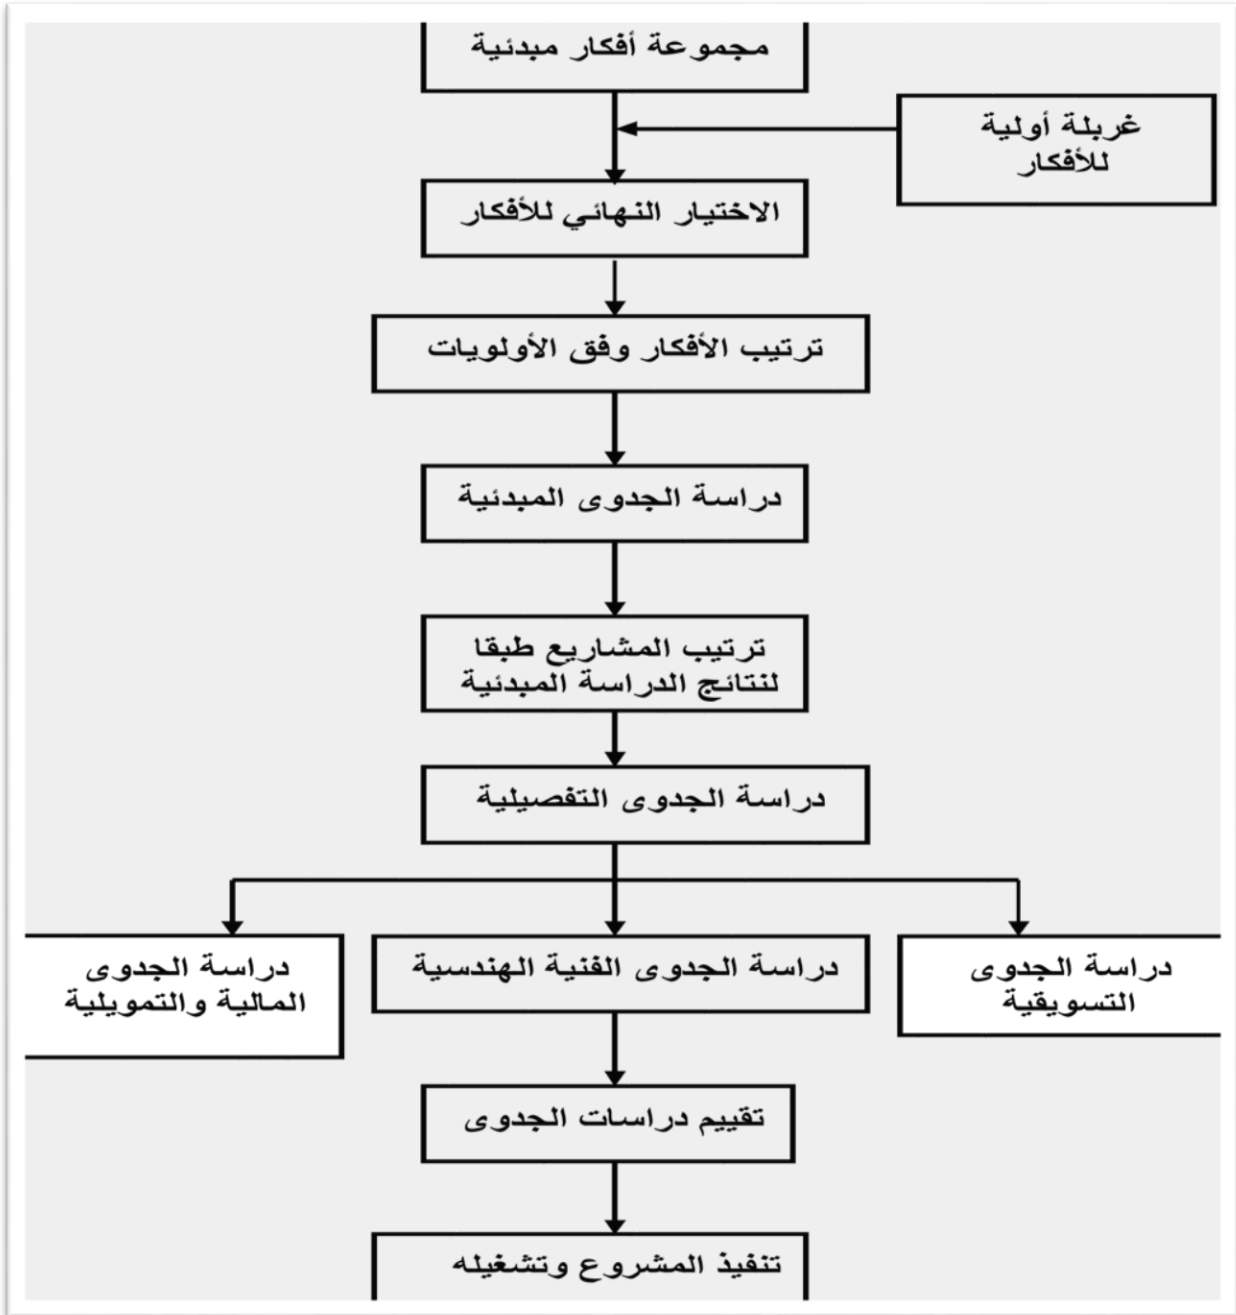 مجموعة أفكار مبدئية
غربلة أولية
للأفكار
الاختيار النهائي للأفكار
ترتيب الأفكار وفق الأولويات
دراسة الجدوى المبدئية
ترتيب المشاريع طبقا
لنتائج الدراسة المبدئية
دراسة الجدوى التفصيلية
دراسة الجدوى
التسويقية
دراسة الجدوى الفنية الهندسية
دراسة الجدوى
المالية والتمويلية
تقييم دراسات الجدوى
تنفيذ المشروع وتشغيله